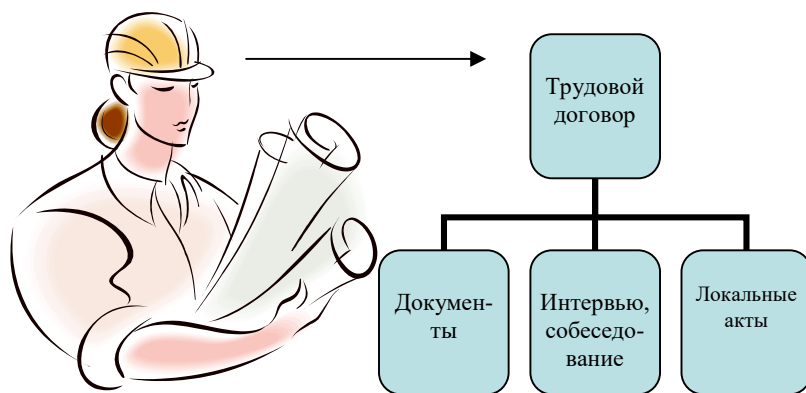 Трудовой
договор
Докумен-
ты
Интервью,
собеседо-
вание
Локальные
акты